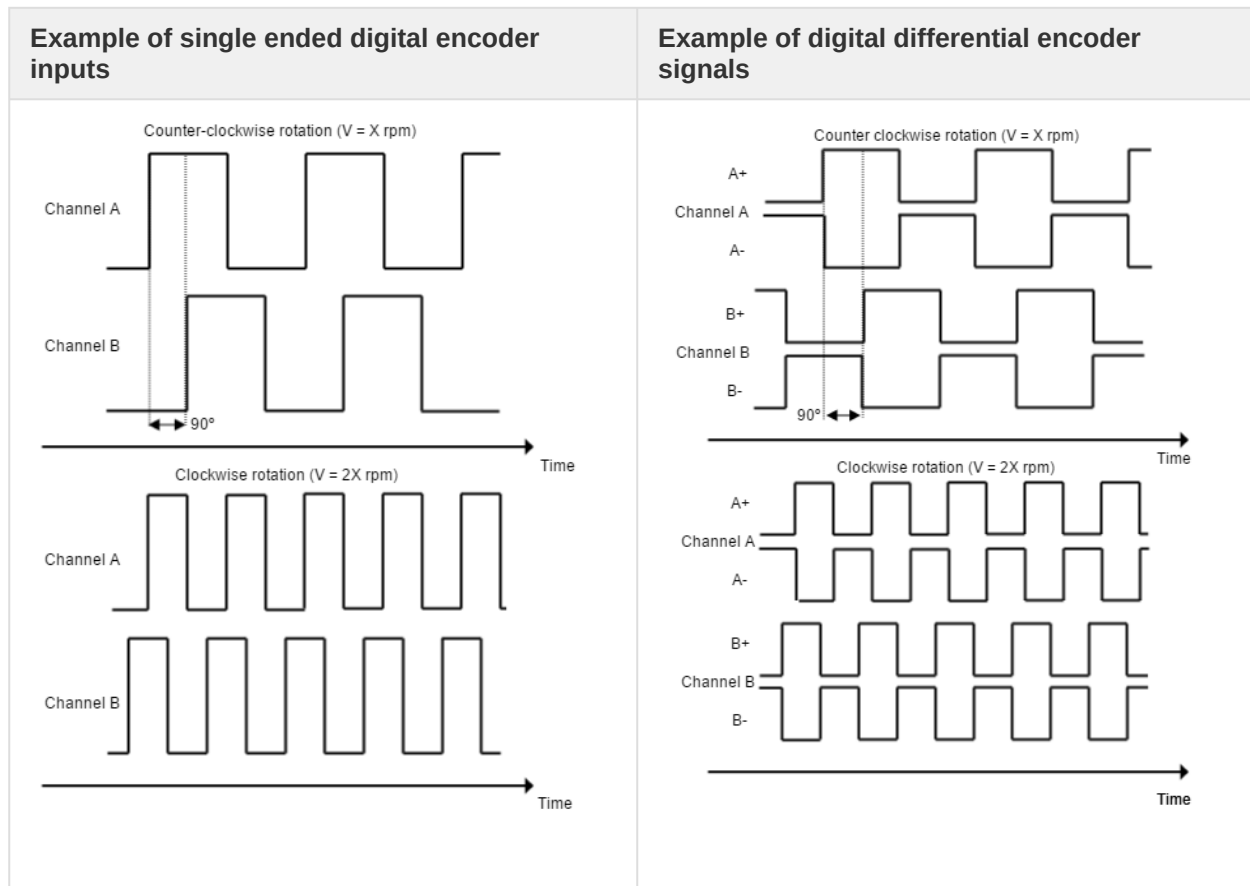 Example of single ended digital encoder
inputs
Example of digital differential encoder
signals
Counter-clockwise rotation (V = X rpm)
Channel A
Channel B
90º
Time
Clockwise rotation (V = 2X rpm)
Channel A
Channel B
Time
Counter clockwise rotation (V = X rpm)
A+
Channel A
A-
B+
Channel B
B-
90º
Time
Clockwise rotation (V = 2X rpm)
A+
Channel A
A-
B+
Channel B
B-
Time